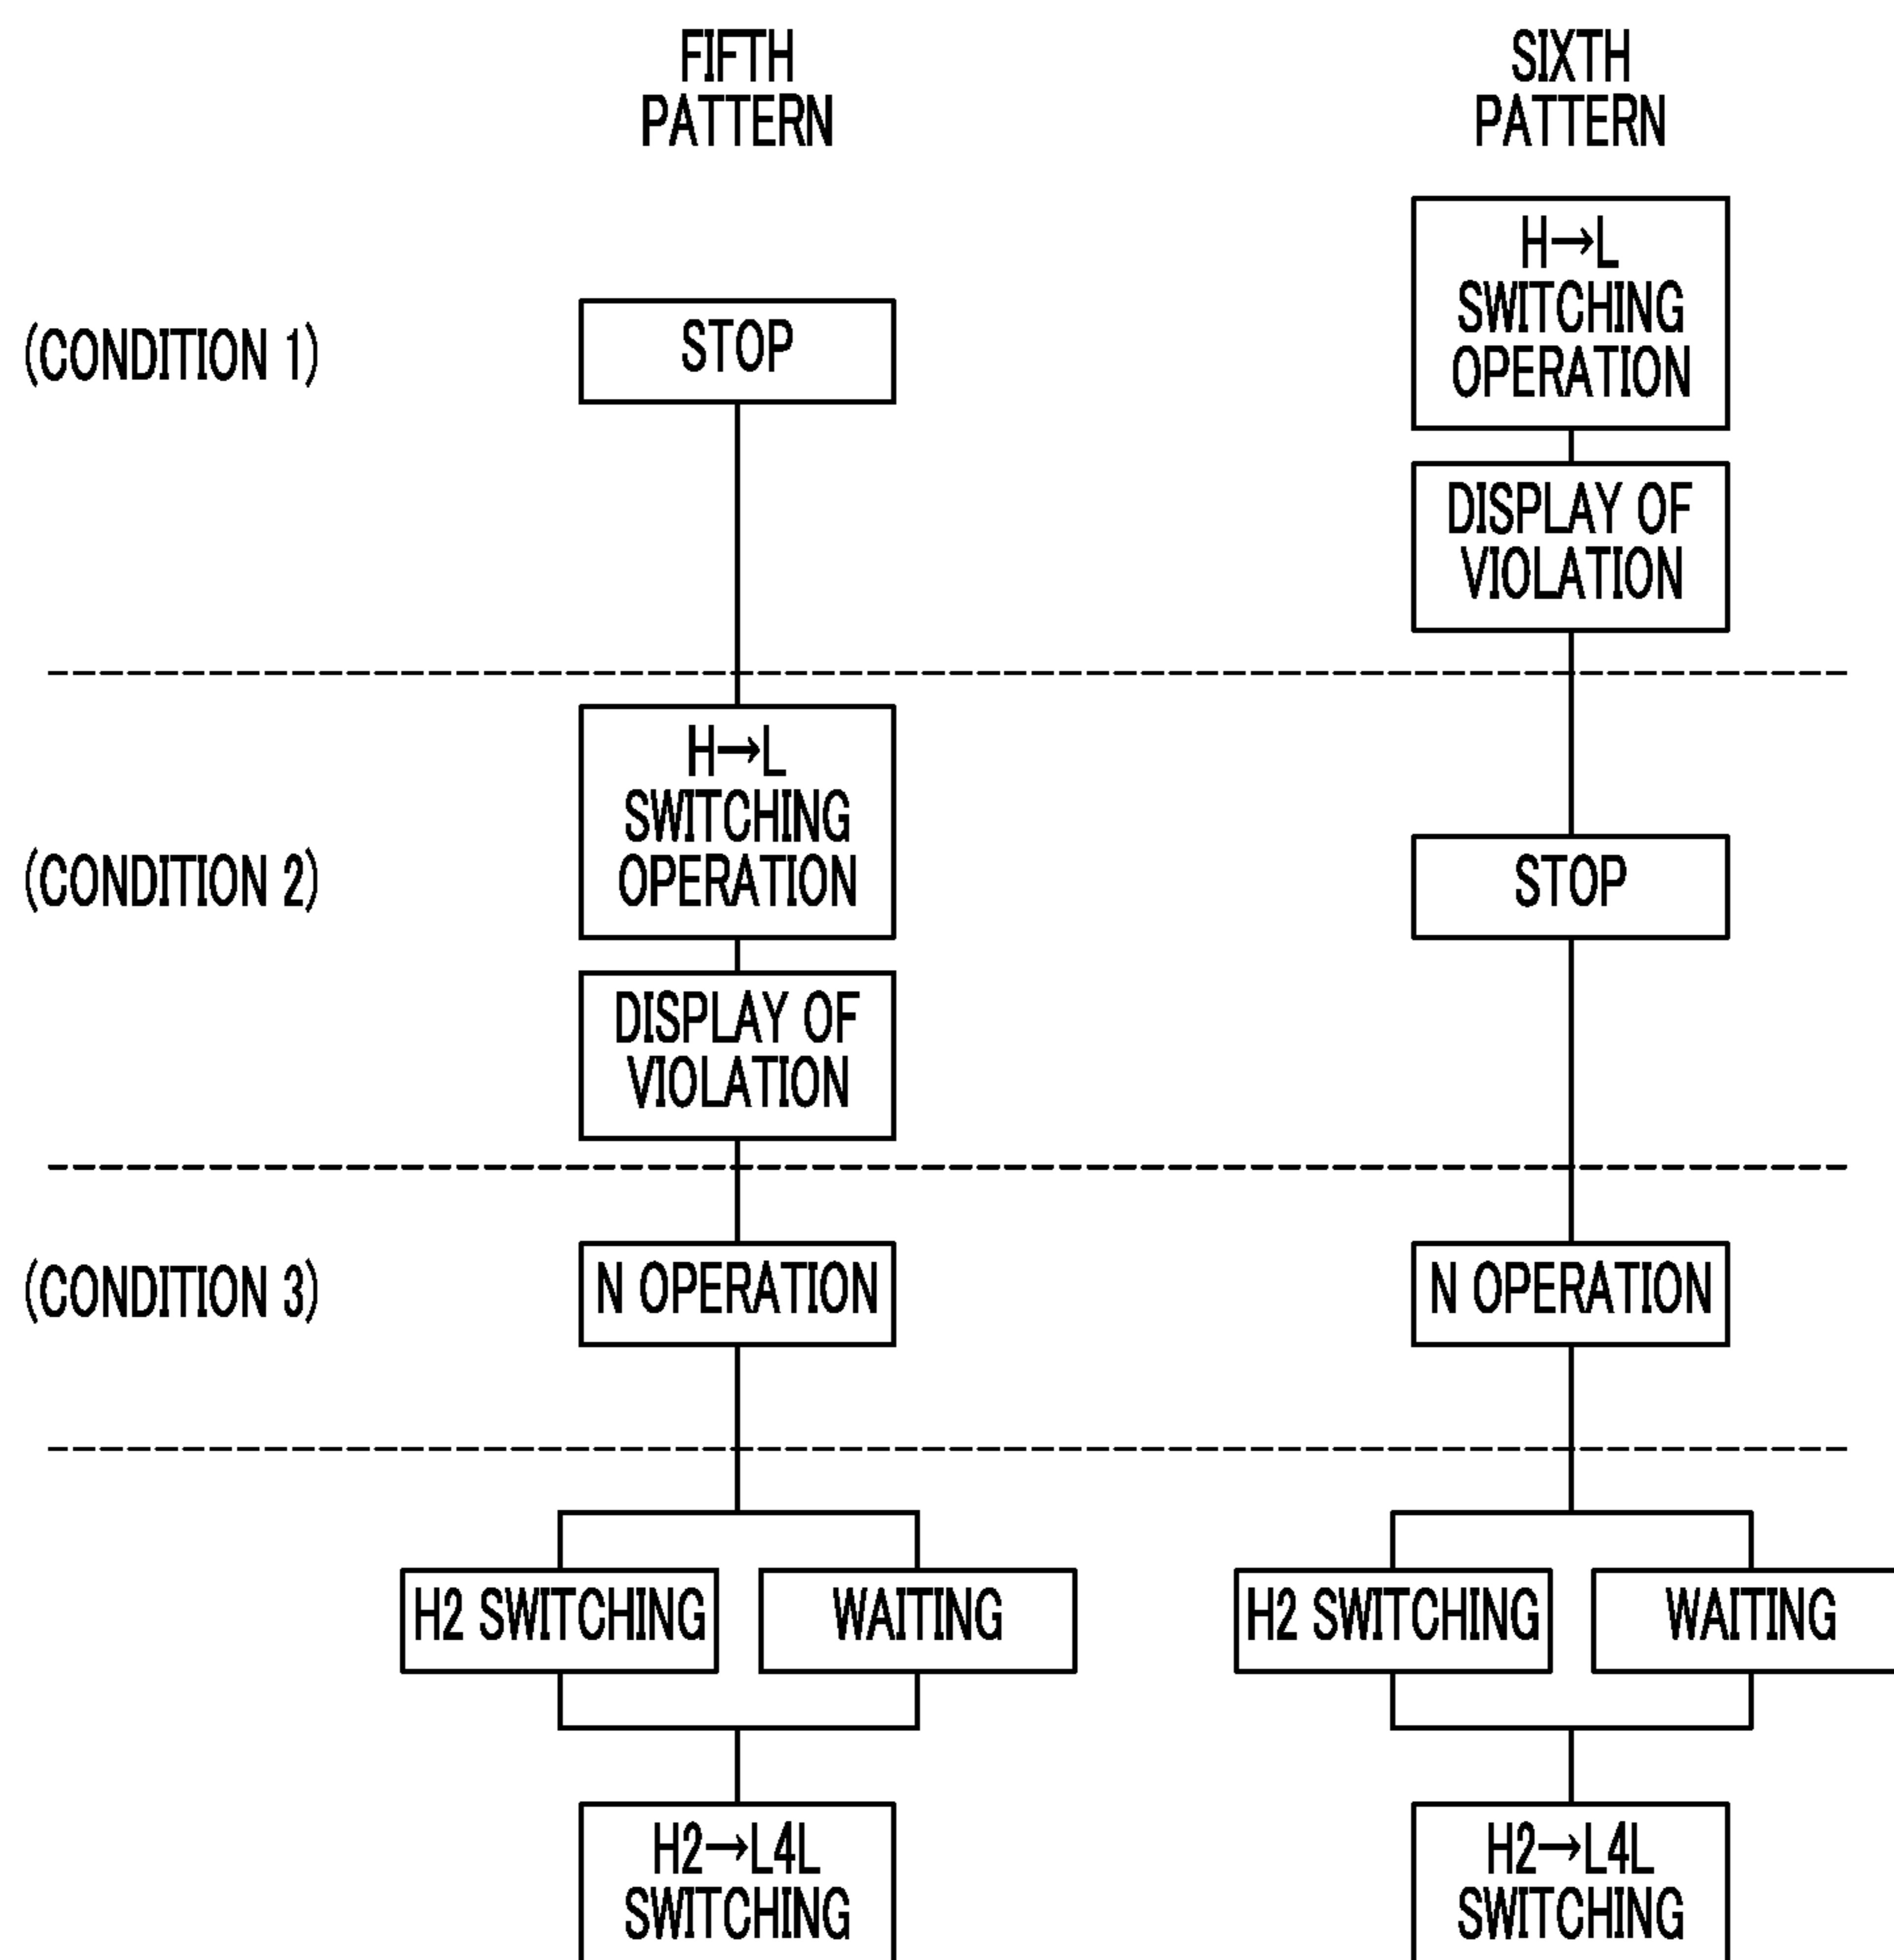 FIFTH
PATTERN
SIXTH
PATTERN
(CONDITION 1)
STOP
H→L
SWITCHING
OPERATION
DISPLAY OF
VIOLATION
(CONDITION 2)
H→L
SWITCHING
OPERATION
DISPLAY OF
VIOLATION
STOP
(CONDITION 3)
N OPERATION
N OPERATION
H2 SWITCHING
WAITING
H2 SWITCHING
WAITING
H2→L4L
SWITCHING
H2→L4L
SWITCHING